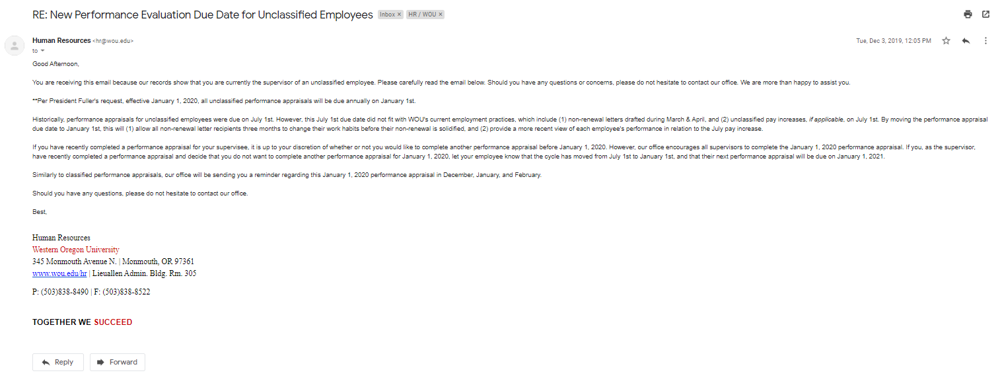 RE: New Performance Evaluation Due Date for Unclassified Employees Inbox × HR / WOU ×
Human Resources <hr@wou.edu> Tue, Dec 3, 2019, 12:05 PM
to
Good Afternoon,
You are receiving this email because our records show that you are currently the supervisor of an unclassified employee. Please carefully read the email below. Should you have any questions or concerns, please do not hesitate to contact our office. We are more than happy to assist you.
**Per President Fuller's request, effective January 1, 2020, all unclassified performance appraisals will be due annually on January 1st.
Historically, performance appraisals for unclassified employees were due on July 1st. However, this July 1st due date did not fit with WOU's current employment practices, which include (1) non-renewal letters drafted during March & April, and (2) unclassified pay increases, if applicable, on July 1st. By moving the performance appraisal
due date to January 1st, this will (1) allow all non-renewal letter recipients three months to change their work habits before their non-renewal is solidified, and (2) provide a more recent view of each employee's performance in relation to the July pay increase.
If you have recently completed a performance appraisal for your supervisee, it is up to your discretion of whether or not you would like to complete another performance appraisal before January 1, 2020. However, our office encourages all supervisors to complete the January 1, 2020 performance appraisal. If you, as the supervisor,
have recently completed a performance appraisal and decide that you do not want to complete another performance appraisal for January 1, 2020, let your employee know that the cycle has moved from July 1st to January 1st, and that their next performance appraisal will be due on January 1, 2021.
Similarly to classified performance appraisals, our office will be sending you a reminder regarding this January 1, 2020 performance appraisal in December, January, and February.
Should you have any questions, please do not hesitate to contact our office.
Best,
Human Resources
Western Oregon University
345 Monmouth Avenue N. | Monmouth, OR 97361
www.wou.edu/hr | Lieuallen Admin. Bldg. Rm. 305
P: (503)838-8490 | F: (503)838-8522
TOGETHER WE SUCCEED
Reply Forward